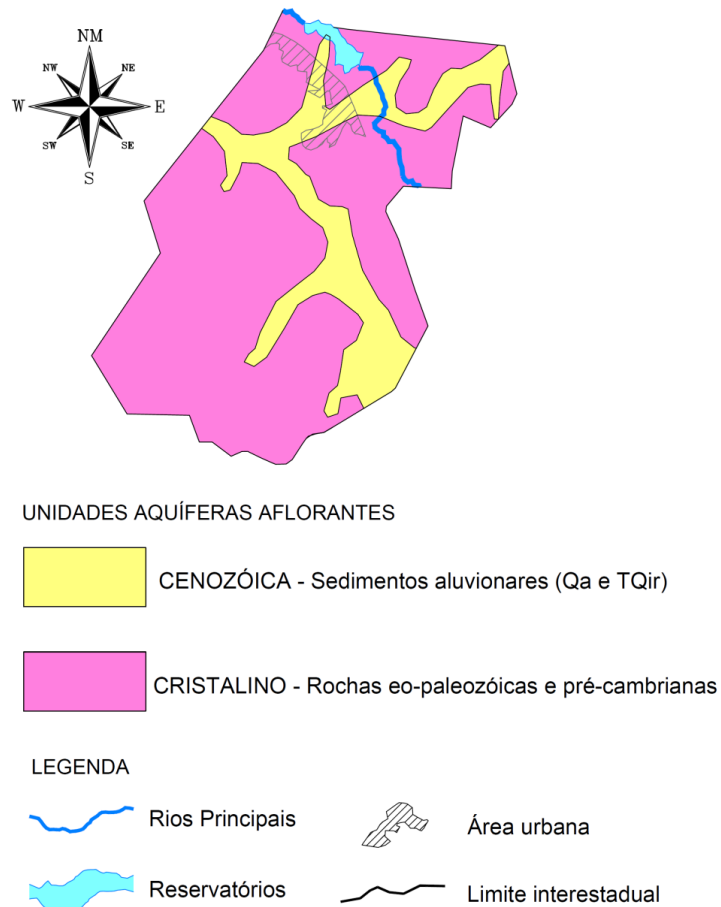 NM
NW
NE
W
E
SW
SE
S
UNIDADES AQUÍFERAS AFLORANTES
CENOZÓICA - Sedimentos aluvionares (Qa e TQir)
CRISTALINO - Rochas eo-paleozóicas e pré-cambrianas
LEGENDA
Rios Principais
Área urbana
Reservatórios
Limite interestadual